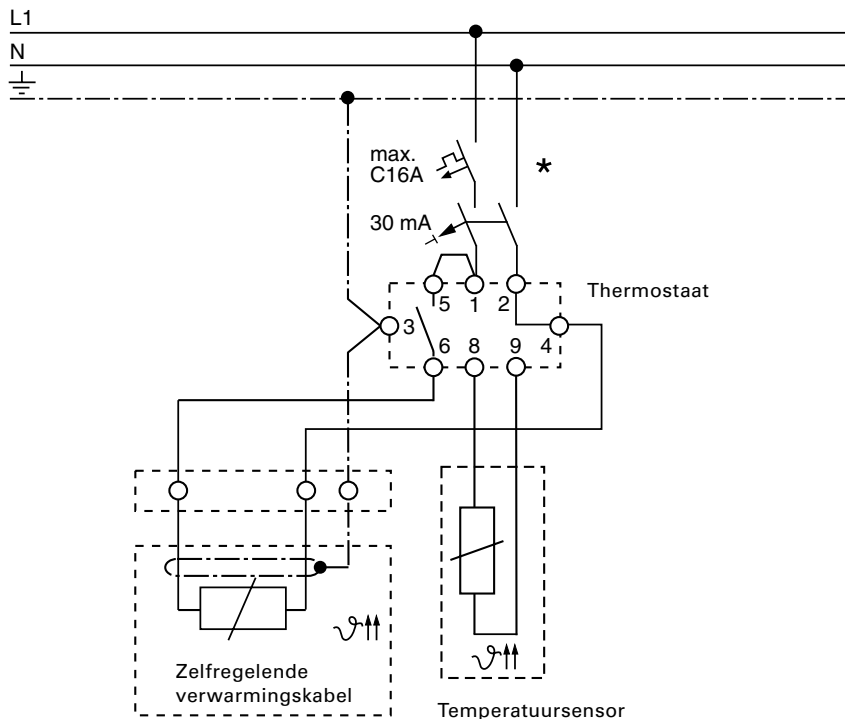 L1
N
max.
C16A
*
30 mA
Thermostaat
5 1 2
3
6 8 9 4
Zelfregelende
verwarmingskabel
ϑ
ϑ
Temperatuursensor